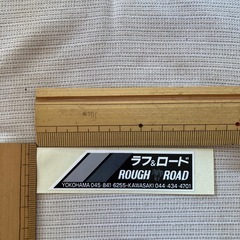 ラフ&ロード
ROUGH ROAD
YOKOHAMA 045-841-6255・KAWASAKI 044-434-4701